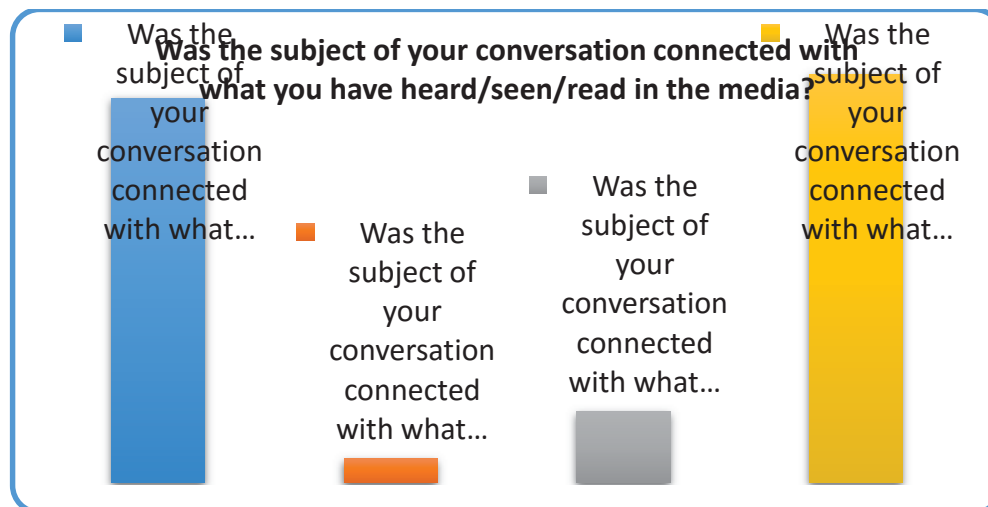 Was the subject of your conversation connected with
what you have heard/seen/read in the media?
Was the
subject of
your
conversation
connected
with what...
Was the
subject of
your
conversation
connected
with what...
Was the
subject of
your
conversation
connected
with what...
Was the
subject of
your
conversation
connected
with what...